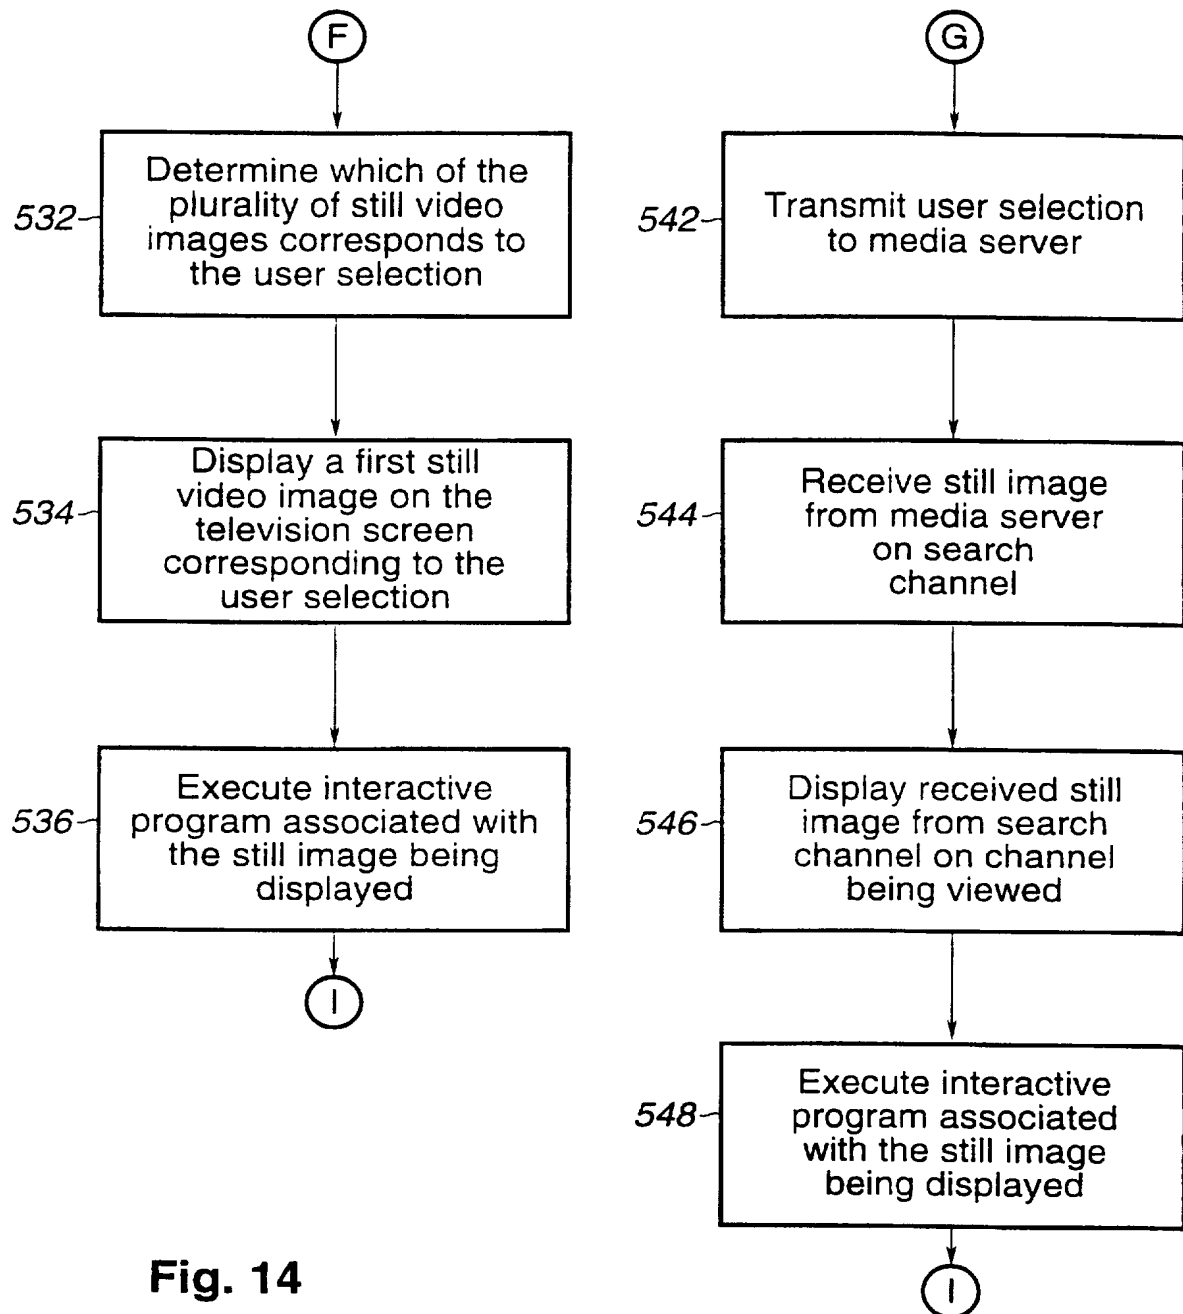 F
532
Determine which of the
plurality of still video
images corresponds to
the user selection
534
Display a first still
video image on the
television screen
corresponding to the
user selection
536
Execute interactive
program associated with
the still image being
displayed
I
G
542
Transmit user selection
to media server
544
Receive still image
from media server
on search
channel
546
Display received still
image from search
channel on channel
being viewed
548
Execute interactive
program associated
with the still image
being displayed
I
Fig. 14